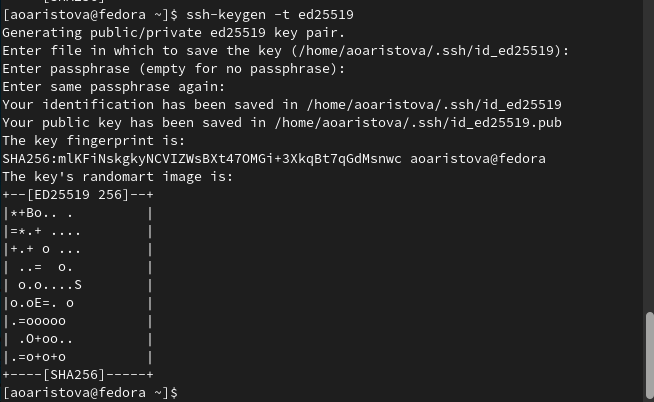 [aoaristova@fedora ~]$ ssh-keygen -t ed25519
Generating public/private ed25519 key pair.
Enter file in which to save the key (/home/aoaristova/.ssh/id_ed25519):
Enter passphrase (empty for no passphrase):
Enter same passphrase again:
Your identification has been saved in /home/aoaristova/.ssh/id_ed25519
Your public key has been saved in /home/aoaristova/.ssh/id_ed25519.pub
The key fingerprint is:
SHA256:mlKFiNskgkyNCVIZWsBXt47OMGi+3XkqBt7qGdMsnwc aoaristova@fedora
The key's randomart image is:
+--[ED25519 256]--+
|*+Bo.. .         |
|=*.+ ....        |
|+.+ o ...        |
| ..=  o.         |
| o.o....S        |
|o.oE=. o         |
|.=ooooo          |
| .O+oo..         |
|.=o+o+o          |
+----[SHA256]-----+
[aoaristova@fedora ~]$